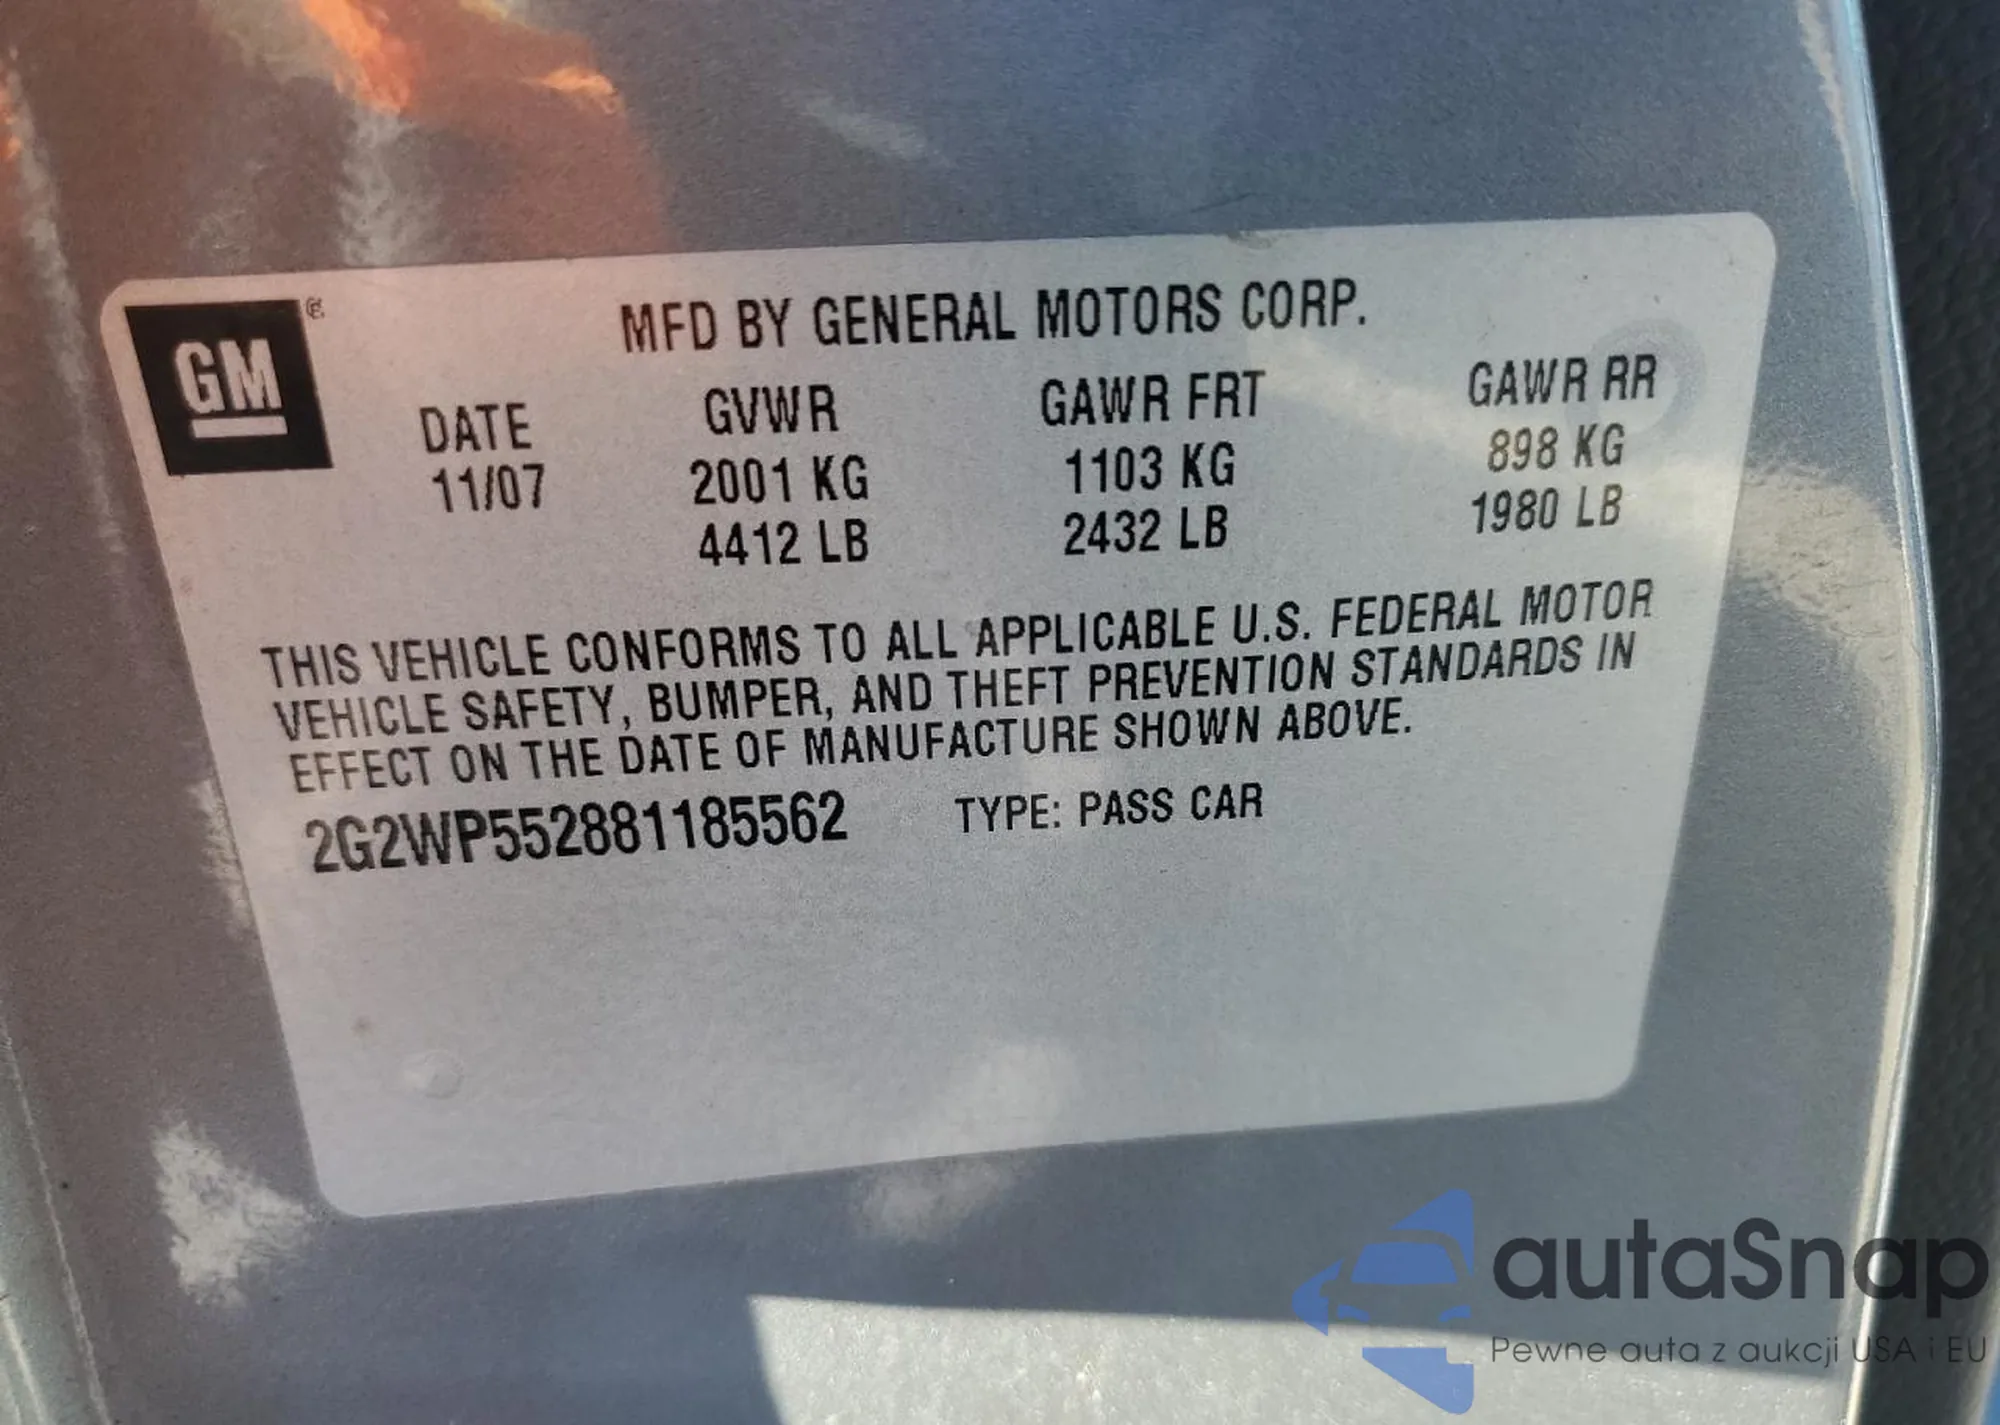 GM
MFD BY GENERAL MOTORS CORP.
DATE GVWR GAWR FRT GAWR RR
11/07 2001 KG 1103 KG 898 KG
4412 LB 2432 LB 1980 LB
THIS VEHICLE CONFORMS TO ALL APPLICABLE U.S. FEDERAL MOTOR
VEHICLE SAFETY, BUMPER, AND THEFT PREVENTION STANDARDS IN
EFFECT ON THE DATE OF MANUFACTURE SHOWN ABOVE.
2G2WP552881185562 TYPE: PASS CAR
autaSnap
Pewne auta z aukcji USA i EU